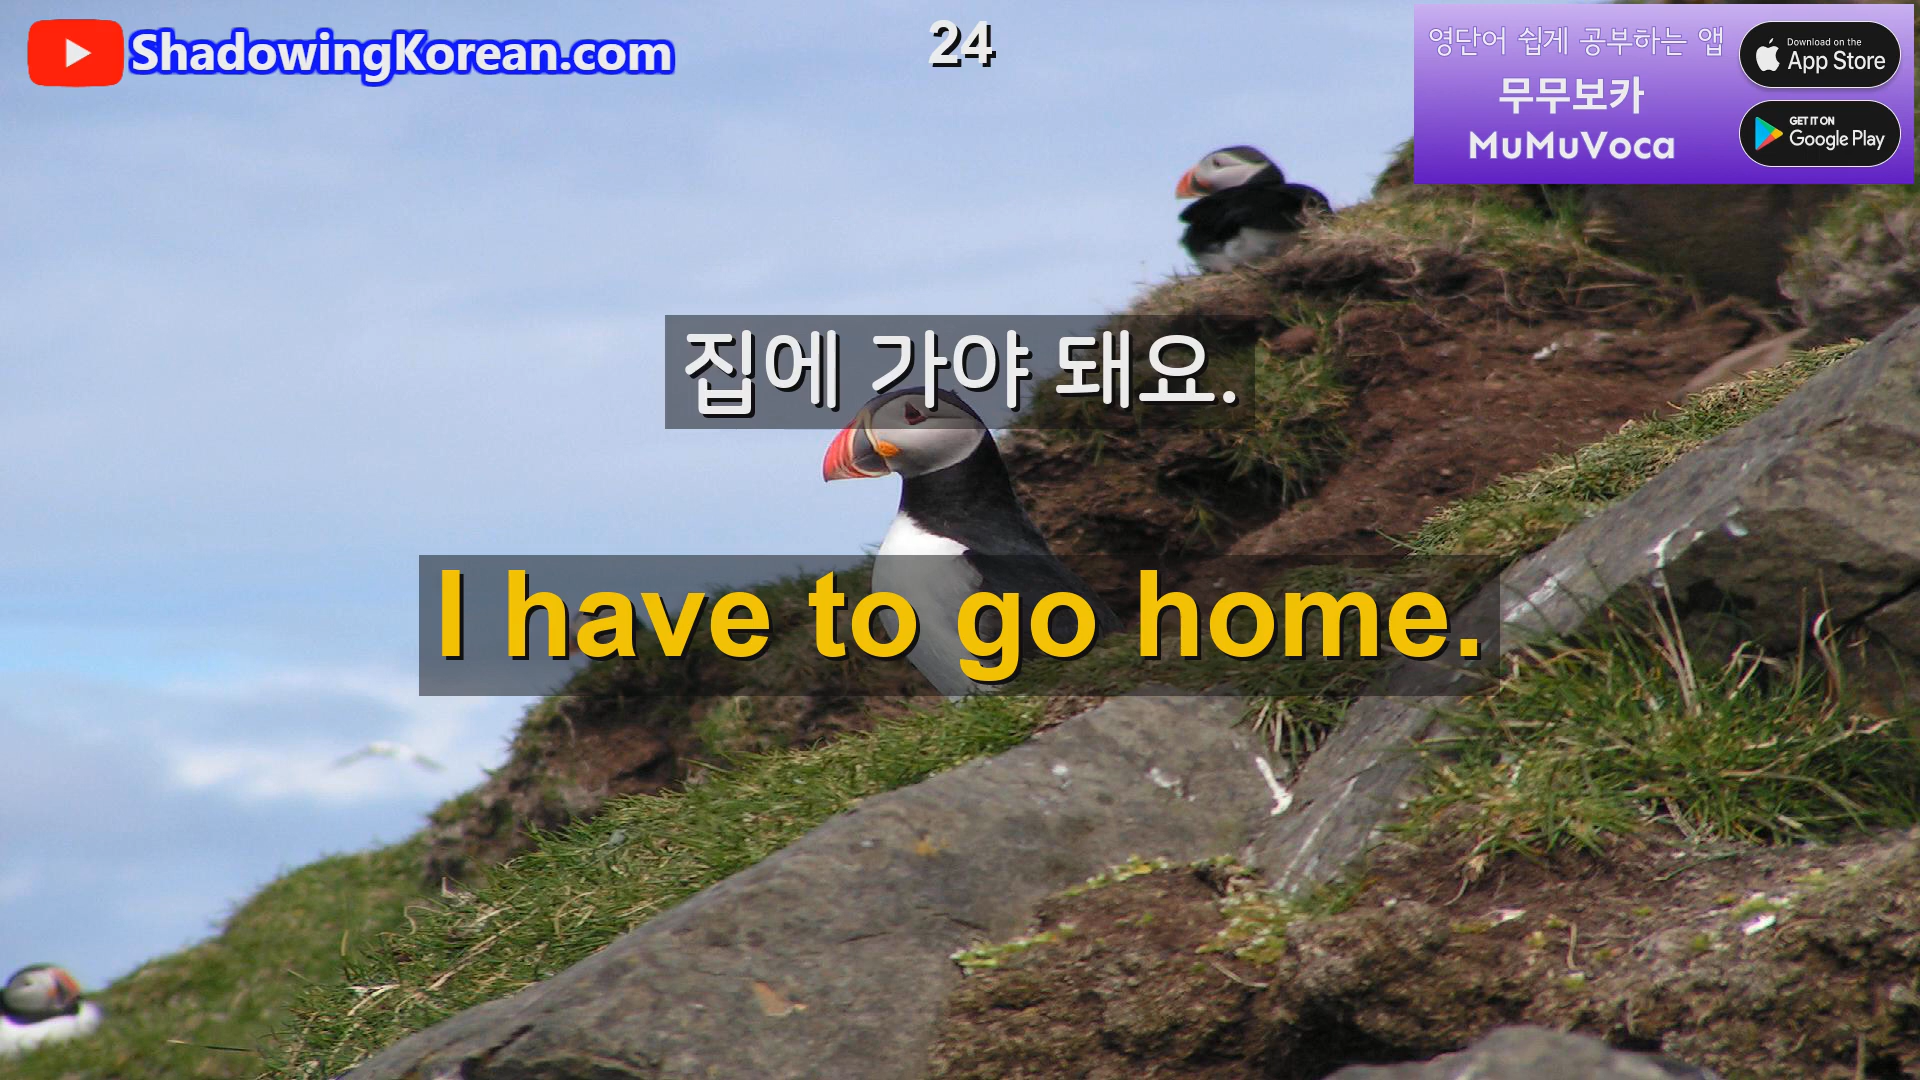 ShadowingKorean.com
24
영단어 쉽게 공부하는 앱
무무보카
MuMuVoca
Download on the
App Store
GET IT ON
Google Play
집에 가야 돼요.
I have to go home.